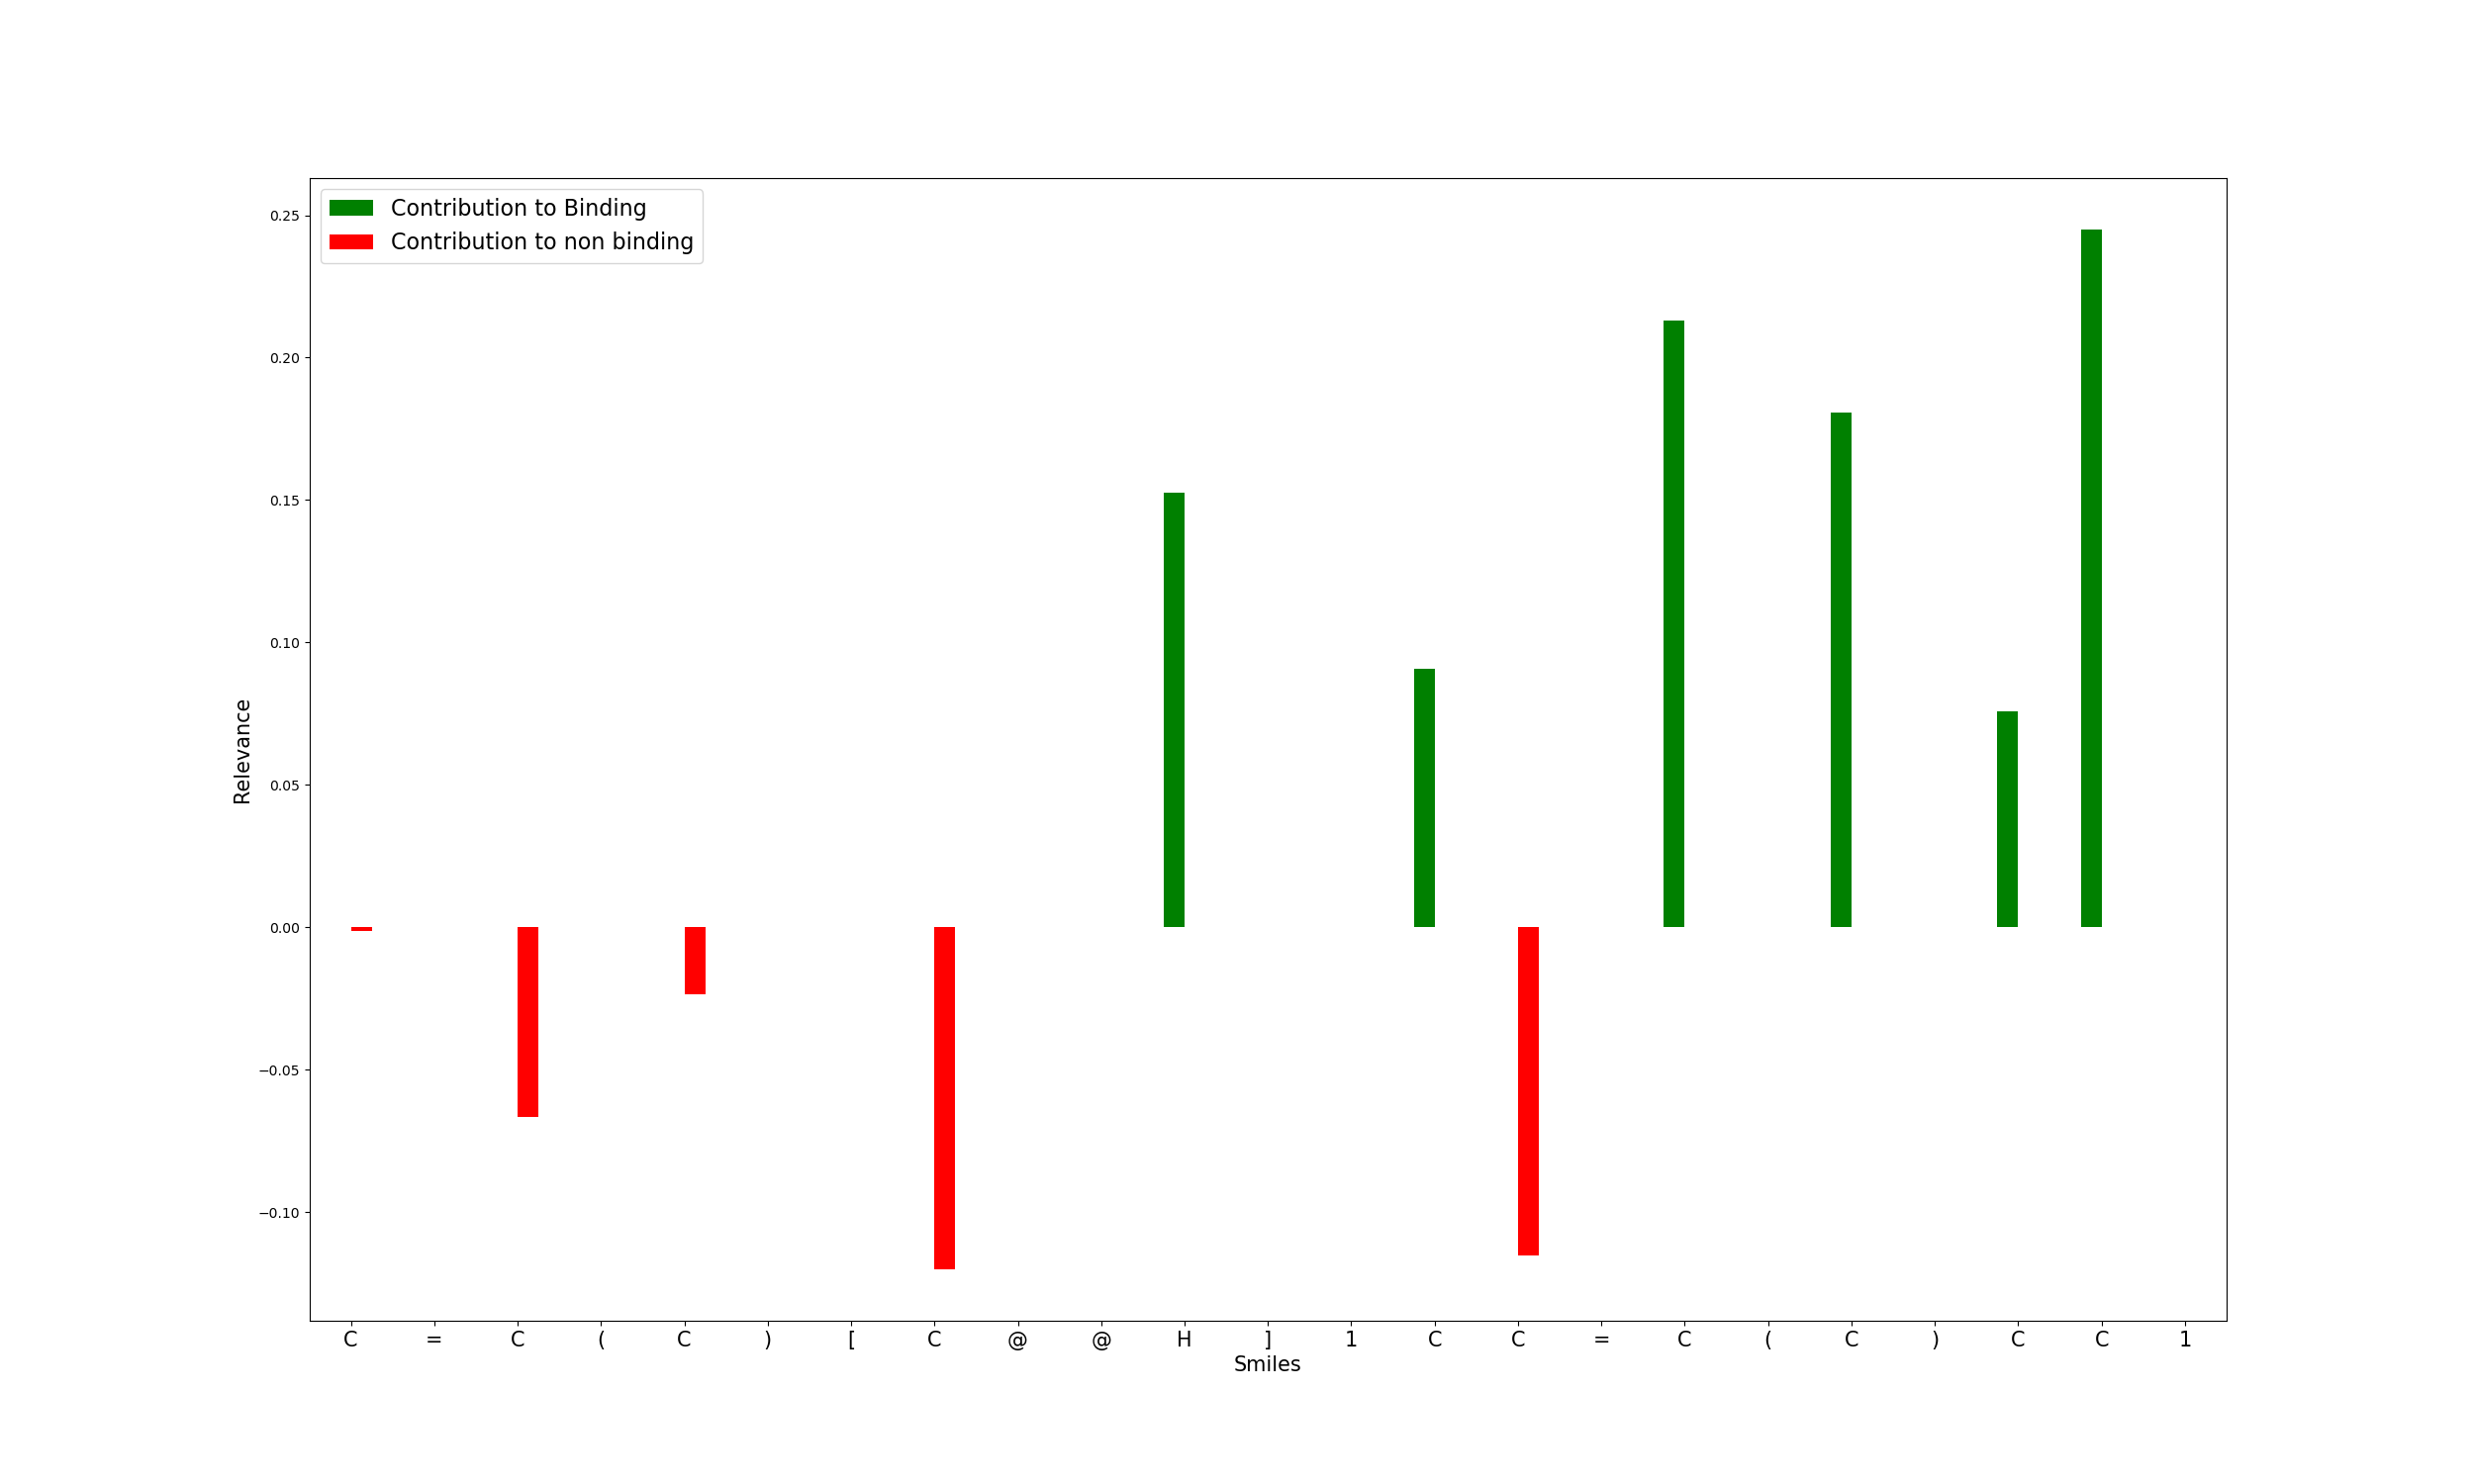 Contribution to Binding
Contribution to non binding
0.25
0.20
0.15
0.10
0.05
0.00
−0.05
−0.10
Relevance
C = C ( C ) [ C @ @ H ] 1 C C = C ( C ) C C 1
Smiles